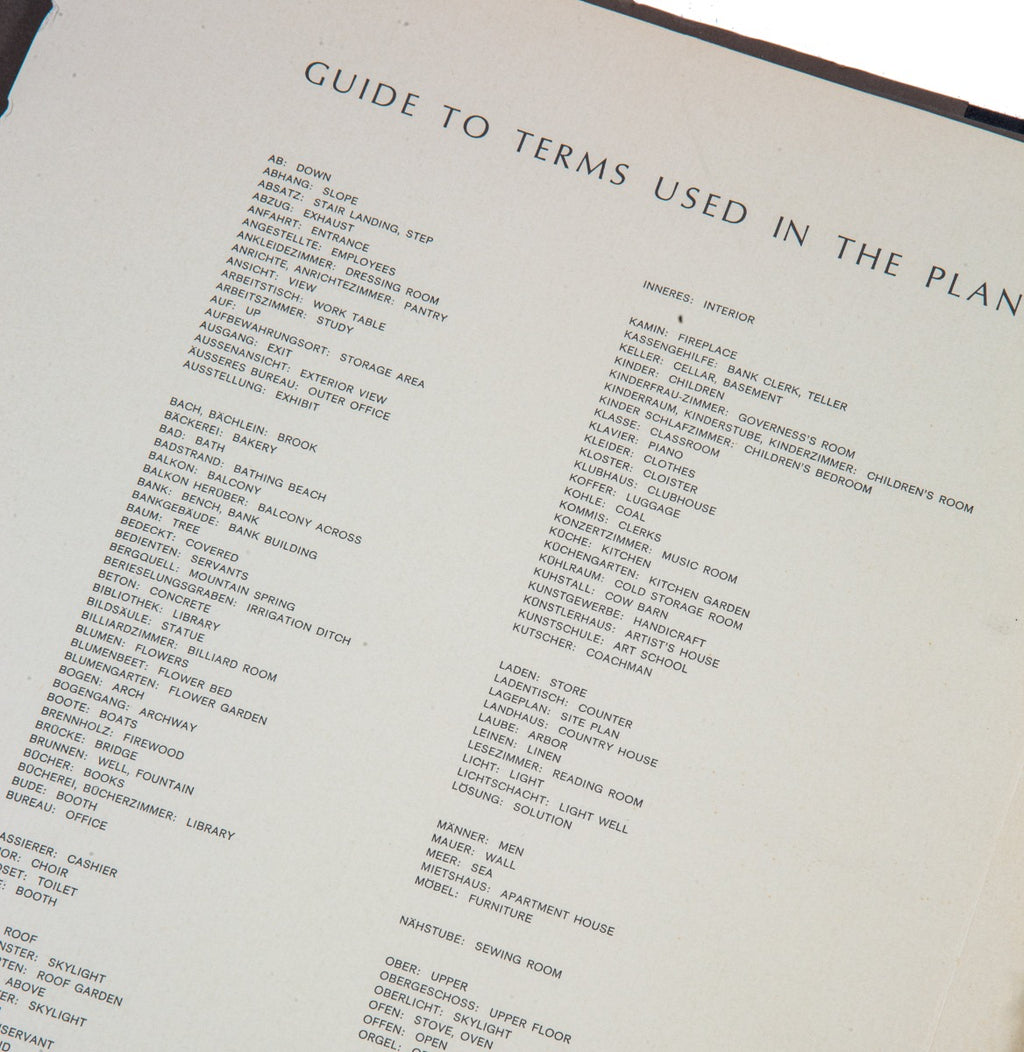 GUIDE TO TERMS USED IN THE PLAN
AB: DOWN
ABHANG: SLOPE
ABSATZ: STAIR LANDING, STEP
ABZUG: EXHAUST
ANFAHRT: ENTRANCE
ANGESTELLTE: EMPLOYEES
ANKLEIDEZIMMER: DRESSING ROOM
ANRICHTE, ANRICHTEZIMMER: PANTRY
ANSICHT: VIEW
ARBEITSTISCH: WORK TABLE
ARBEITSZIMMER: STUDY
AUF: UP
AUFBEWAHRUNGSORT: STORAGE AREA
AUSGANG: EXIT
AUSSENANSICHT: EXTERIOR VIEW
ÄUSSERES BUREAU: OUTER OFFICE
AUSSTELLUNG: EXHIBIT
BACH, BÄCHLEIN: BROOK
BÄCKEREI: BAKERY
BAD: BATH
BADSTRAND: BATHING BEACH
BALKON: BALCONY
BALKON HERÜBER: BALCONY ACROSS
BANK: BENCH, BANK
BANKGEBÄUDE: BANK BUILDING
BAUM: TREE
BEDECKT: COVERED
BEDIENTEN: SERVANTS
BERGQUELL: MOUNTAIN SPRING
BERIESELUNGSGRABEN: IRRIGATION DITCH
BETON: CONCRETE
BIBLIOTHEK: LIBRARY
BILDSÄULE: STATUE
BILLIARDZIMMER: BILLIARD ROOM
BLUMEN: FLOWERS
BLUMENBEET: FLOWER BED
BLUMENGARTEN: FLOWER GARDEN
BOGEN: ARCH
BOGENGANG: ARCHWAY
BOOTE: BOATS
BRENNHOLZ: FIREWOOD
BRÜCKE: BRIDGE
BRUNNEN: WELL, FOUNTAIN
BÜCHER: BOOKS
BÜCHEREI, BÜCHERZIMMER: LIBRARY
BUDE: BOOTH
BUREAU: OFFICE
ASSIERER: CASHIER
OR: CHOIR
OSET: TOILET
E: BOOTH
ROOF
NSTER: SKYLIGHT
TEN: ROOF GARDEN
ABOVE
ER: SKYLIGHT
NSERVANT
INNERES: INTERIOR
KAMIN: FIREPLACE
KASSENGEHILFE: BANK CLERK, TELLER
KELLER: CELLAR, BASEMENT
KINDER: CHILDREN
KINDERFRAU-ZIMMER: GOVERNESS'S ROOM
KINDERRAUM, KINDERSTUBE, KINDERZIMMER: CHILDREN'S ROOM
KINDER SCHLAFZIMMER: CHILDREN'S BEDROOM
KLASSE: CLASSROOM
KLAVIER: PIANO
KLEIDER: CLOTHES
KLOSTER: CLOISTER
KLUBHAUS: CLUBHOUSE
KOFFER: LUGGAGE
KOHLE: COAL
KOMMIS: CLERKS
KONZERTZIMMER: MUSIC ROOM
KÜCHE: KITCHEN
KÜCHENGARTEN: KITCHEN GARDEN
KÜHLRAUM: COLD STORAGE ROOM
KUHSTALL: COW BARN
KUNSTGEWERBE: HANDICRAFT
KÜNSTLERHAUS: ARTIST'S HOUSE
KUNSTSCHULE: ART SCHOOL
KUTSCHER: COACHMAN
LADEN: STORE
LADENTISCH: COUNTER
LAGEPLAN: SITE PLAN
LANDHAUS: COUNTRY HOUSE
LAUBE: ARBOR
LEINEN: LINEN
LESEZIMMER: READING ROOM
LICHT: LIGHT
LICHTSCHACHT: LIGHT WELL
LÖSUNG: SOLUTION
MÄNNER: MEN
MAUER: WALL
MEER: SEA
MIETSHAUS: APARTMENT HOUSE
MÖBEL: FURNITURE
NÄHSTUBE: SEWING ROOM
OBER: UPPER
OBERGESCHOSS: UPPER FLOOR
OBERLICHT: SKYLIGHT
OFEN: STOVE, OVEN
OFFEN: OPEN
ORGEL: